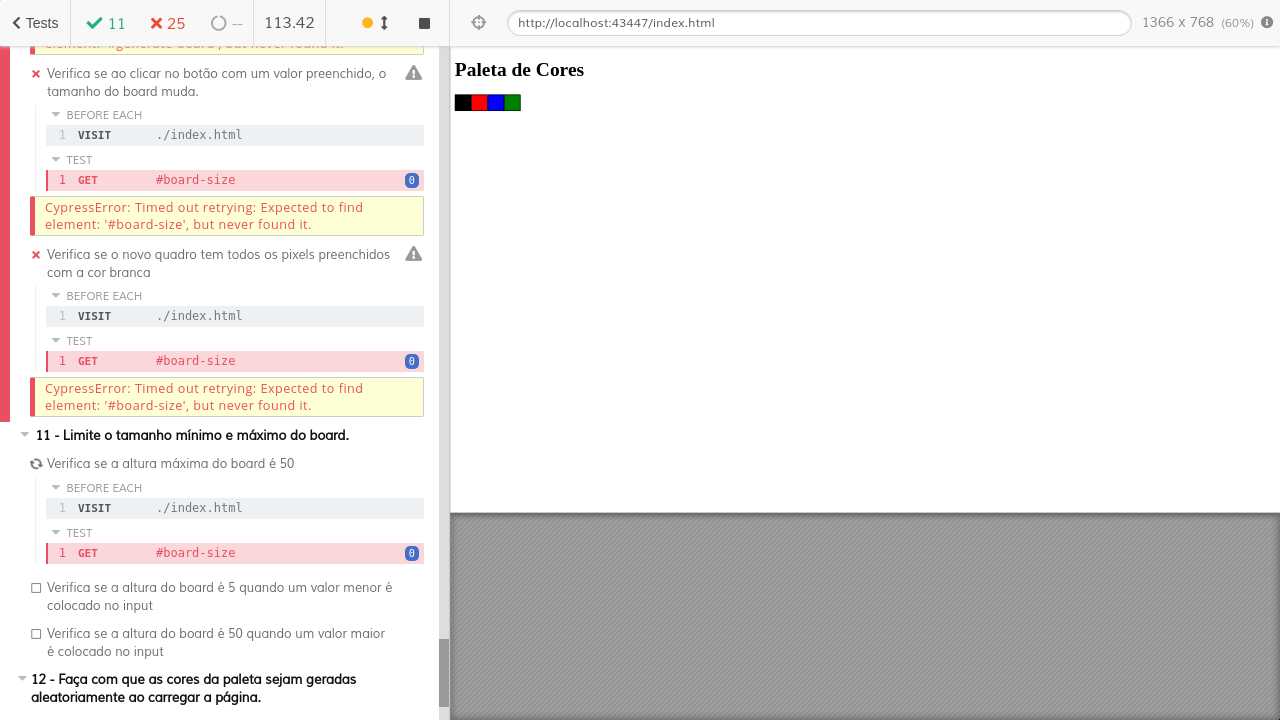 Tests
11
25
--
113.42
http://localhost:43447/index.html
1366 x 768 (60%)
element: '#generate-board', but never found it.
Verifica se ao clicar no botão com um valor preenchido, o
tamanho do board muda.
BEFORE EACH
1 VISIT ./index.html
TEST
1 GET #board-size 0
CypressError: Timed out retrying: Expected to find
element: '#board-size', but never found it.
Verifica se o novo quadro tem todos os pixels preenchidos
com a cor branca
BEFORE EACH
1 VISIT ./index.html
TEST
1 GET #board-size 0
CypressError: Timed out retrying: Expected to find
element: '#board-size', but never found it.
11 - Limite o tamanho mínimo e máximo do board.
Verifica se a altura máxima do board é 50
BEFORE EACH
1 VISIT ./index.html
TEST
1 GET #board-size 0
Verifica se a altura do board é 5 quando um valor menor é
colocado no input
Verifica se a altura do board é 50 quando um valor maior
é colocado no input
12 - Faça com que as cores da paleta sejam geradas
aleatoriamente ao carregar a página.
Paleta de Cores